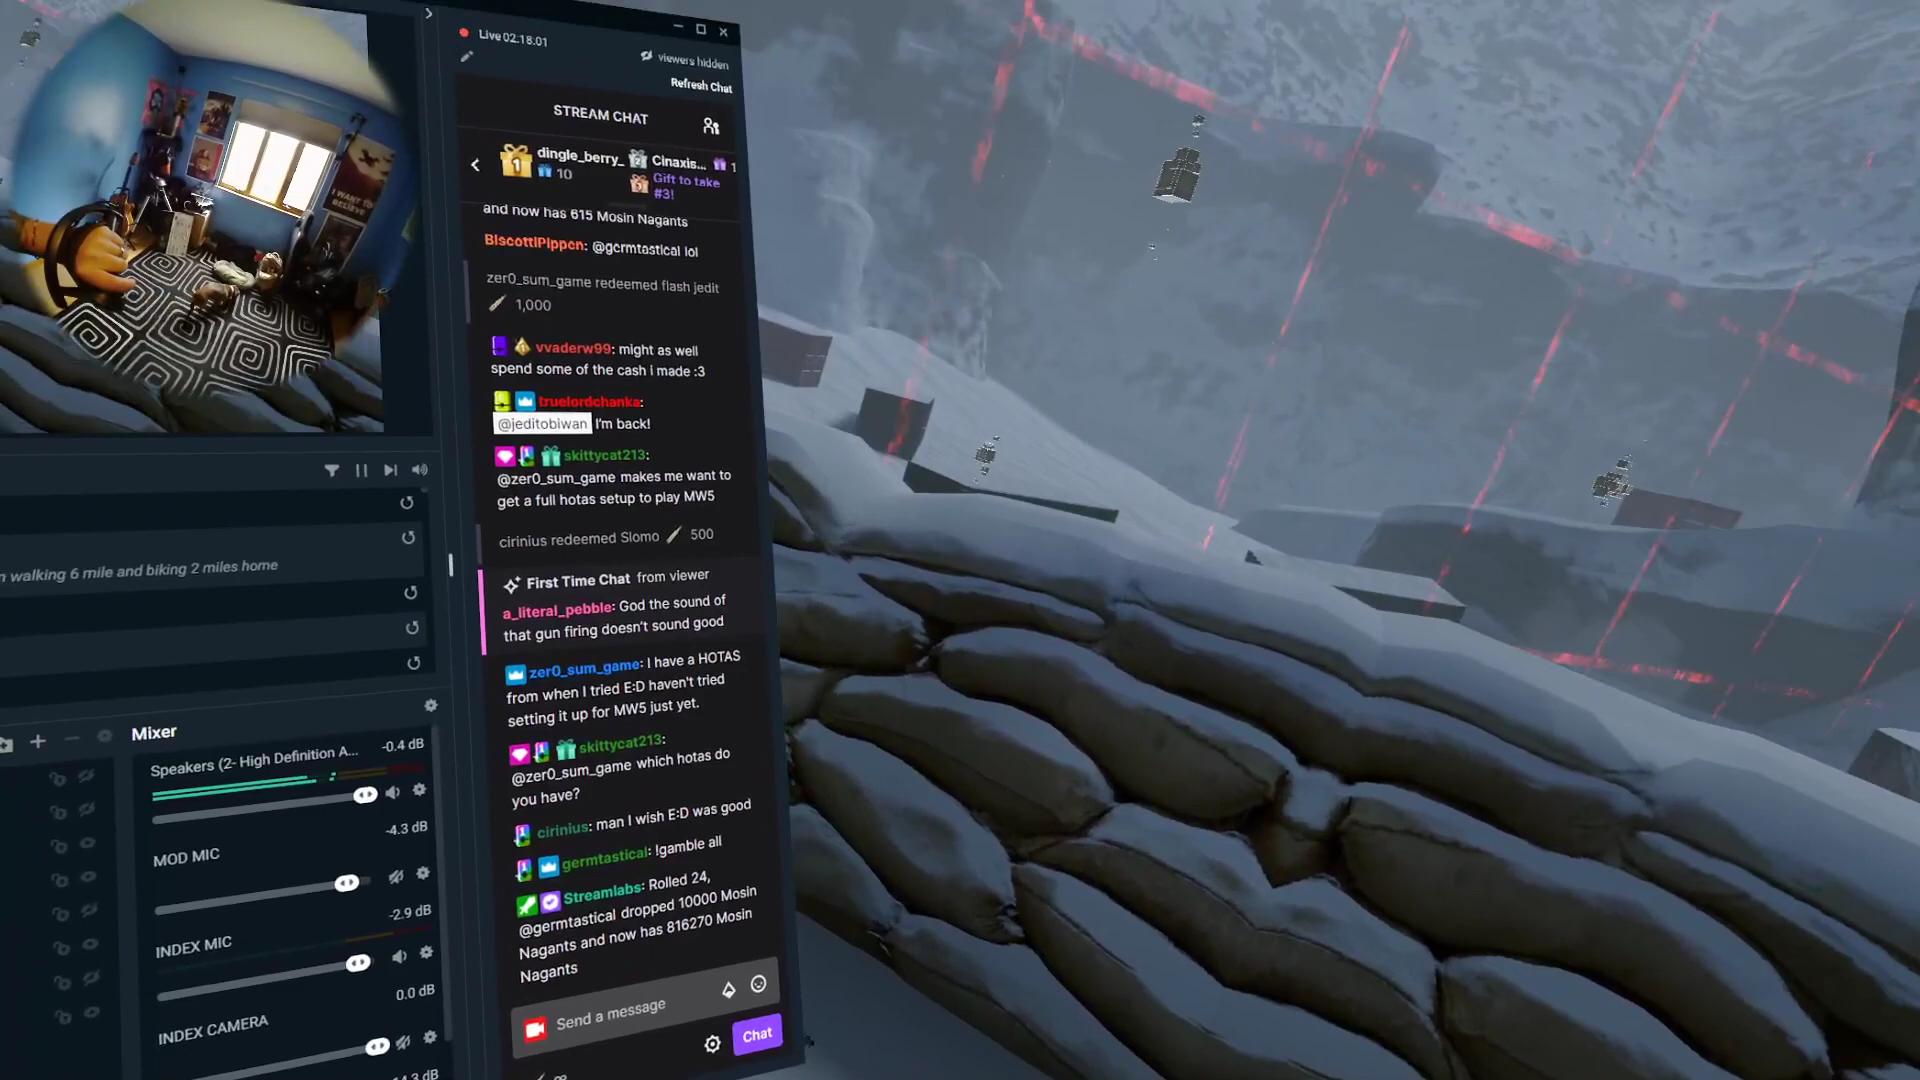 Live 02.18.01
viewers hidden
Refresh Chat
STREAM CHAT
1
dingle_berry_
10
2
Cinaxis...
1
3
Gift to take
#3!
and now has 615 Mosin Nagants
BiscottiPippen: @germtastical lol
zer0_sum_game redeemed flash jedit
1,000
vvaderw99: might as well
spend some of the cash i made :3
truelordchanka:
@jeditobiwan I'm back!
skittycat213:
@zer0_sum_game makes me want to
get a full hotas setup to play MW5
cirinius redeemed Slomo 500
First Time Chat from viewer
a_literal_pebble: God the sound of
that gun firing doesn't sound good
zer0_sum_game: I have a HOTAS
from when I tried E:D haven't tried
setting it up for MW5 just yet.
skittycat213:
@zer0_sum_game which hotas do
you have?
cirinius: man I wish E:D was good
germtastical: !gamble all
Streamlabs: Rolled 24,
@germtastical dropped 10000 Mosin
Nagants and now has 816270 Mosin
Nagants
Send a message
Chat
I WANT TO
BELIEVE
walking 6 mile and biking 2 miles home
Mixer
Speakers (2- High Definition A...
-0.4 dB
MOD MIC
-4.3 dB
INDEX MIC
-2.9 dB
INDEX CAMERA
0.0 dB